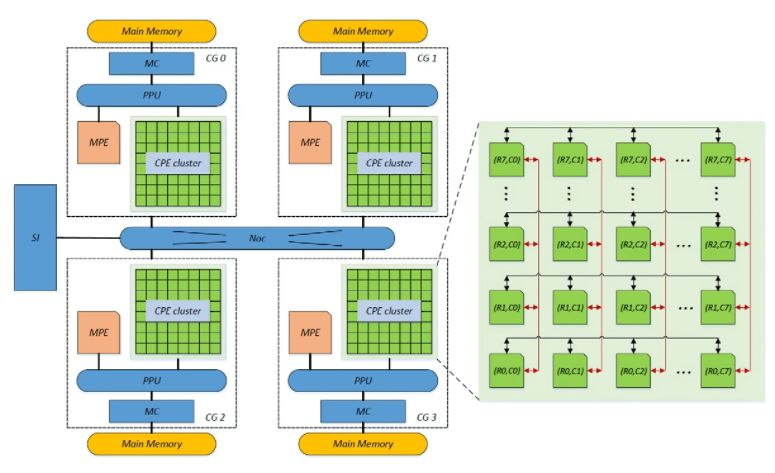 Main Memory
CG 0
MC
PPU
MPE
CPE cluster
Main Memory
CG 1
MC
PPU
MPE
CPE cluster
SI
Noc
CPE cluster
MPE
PPU
MC
CG 2
Main Memory
CPE cluster
MPE
PPU
MC
CG 3
Main Memory
(R7,C0) (R7,C1) (R7,C2) ••• (R7,C7)
(R2,C0) (R2,C1) (R2,C2) ••• (R2,C7)
(R1,C0) (R1,C1) (R1,C2) ••• (R1,C7)
(R0,C0) (R0,C1) (R0,C2) ••• (R0,C7)